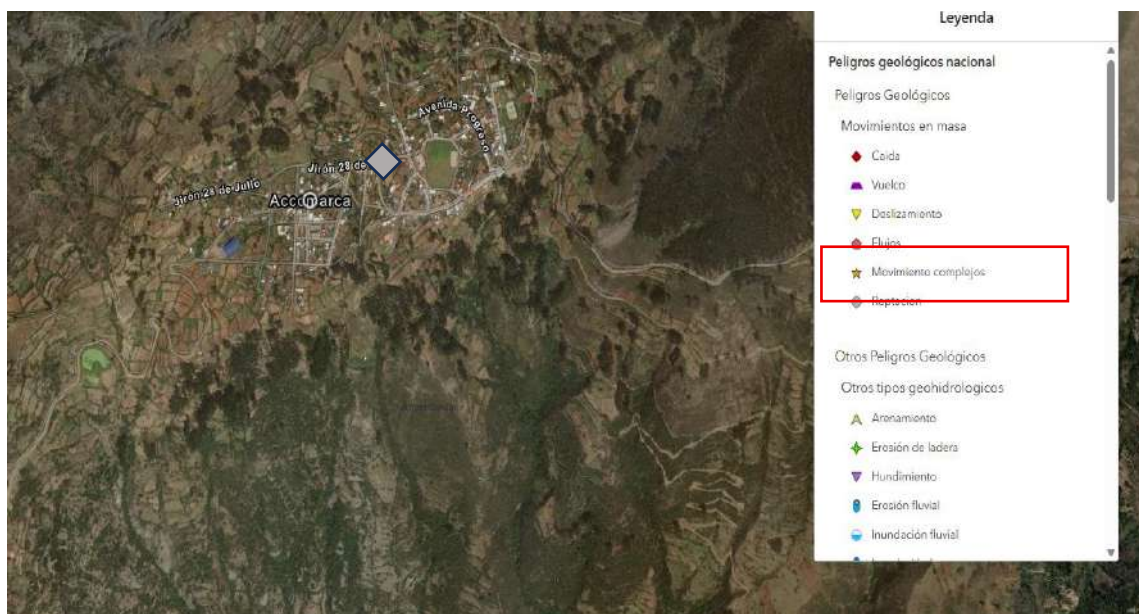 Leyenda
Peligros geológicos nacional
Peligros Geológicos
Movimientos en masa
Caida
Vuelco
Deslizamiento
Flujos
Movimiento complejos
Reptacion
Otros Peligros Geológicos
Otros tipos geohidrologicos
Arenamiento
Erosión de ladera
Hundimiento
Erosión fluvial
Inundación fluvial
Avenida Progreso
Jirón 28 de
Jirón 28 de Julio
Accomarca